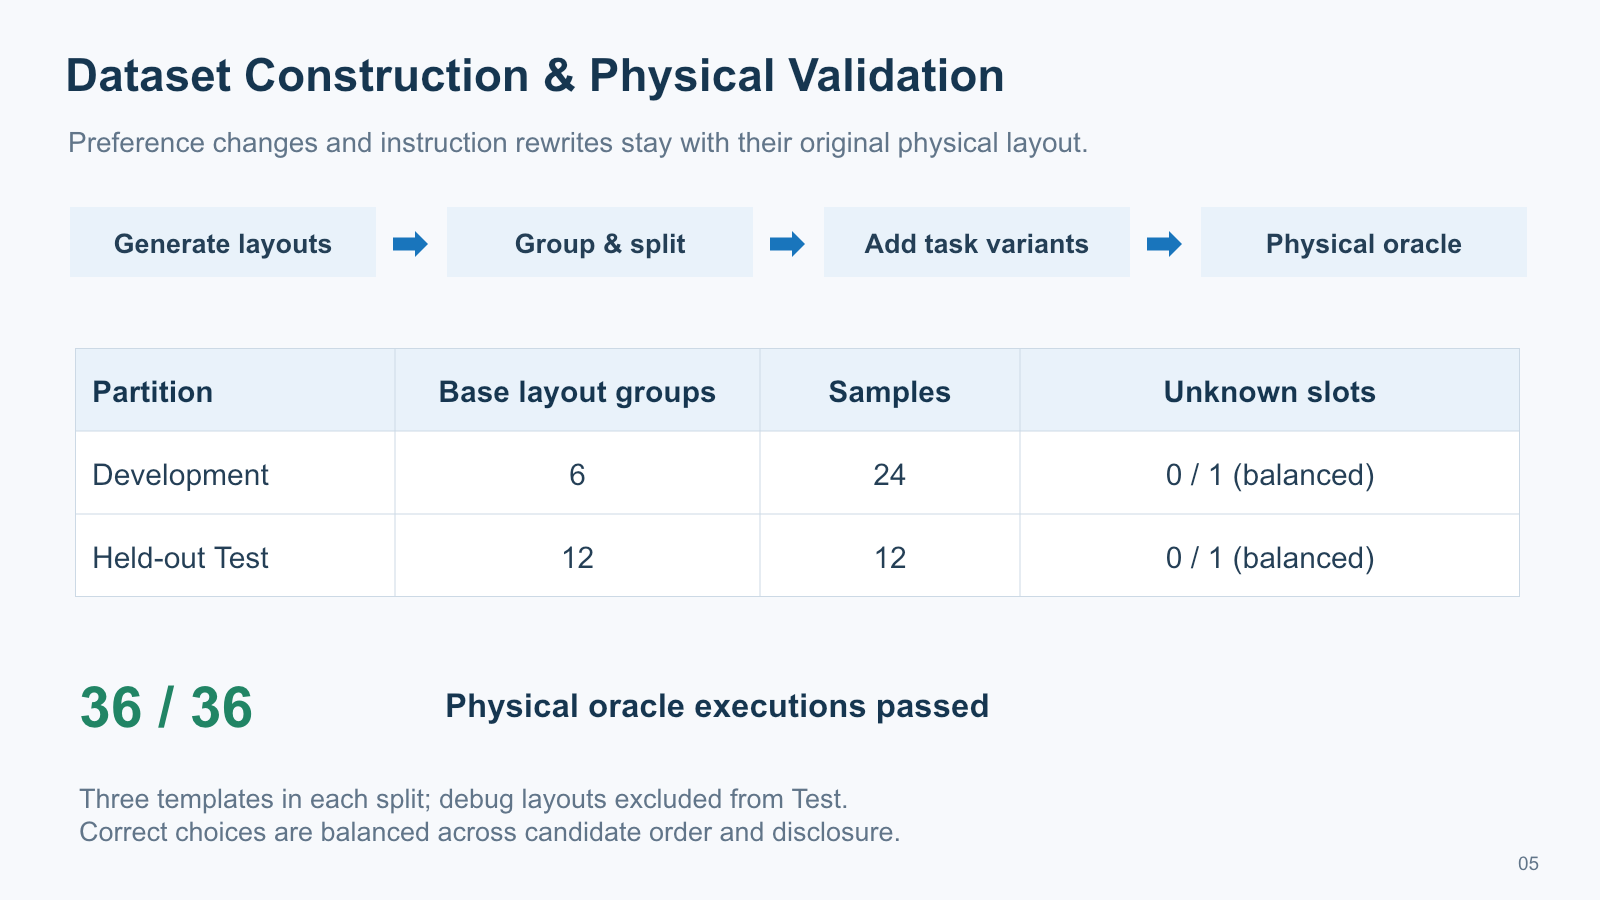 Dataset Construction & Physical Validation
Preference changes and instruction rewrites stay with their original physical layout.
Generate layouts
Group & split
Add task variants
Physical oracle
Partition Base layout groups Samples Unknown slots
Development 6 24 0 / 1 (balanced)
Held-out Test 12 12 0 / 1 (balanced)
36 / 36 Physical oracle executions passed
Three templates in each split; debug layouts excluded from Test.
Correct choices are balanced across candidate order and disclosure.
05